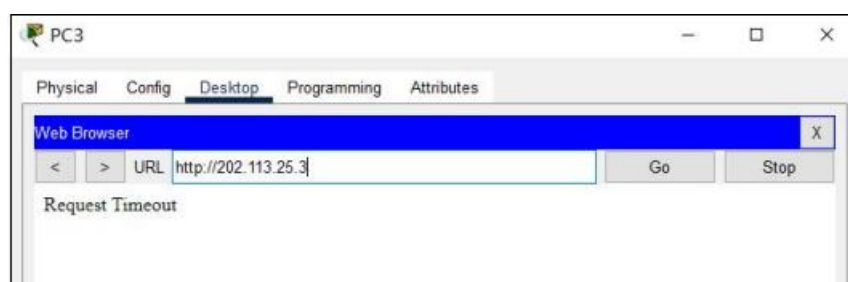 PC3
Physical Config Desktop Programming Attributes
Web Browser X
< > URL http://202.113.25.3 Go Stop
Request Timeout